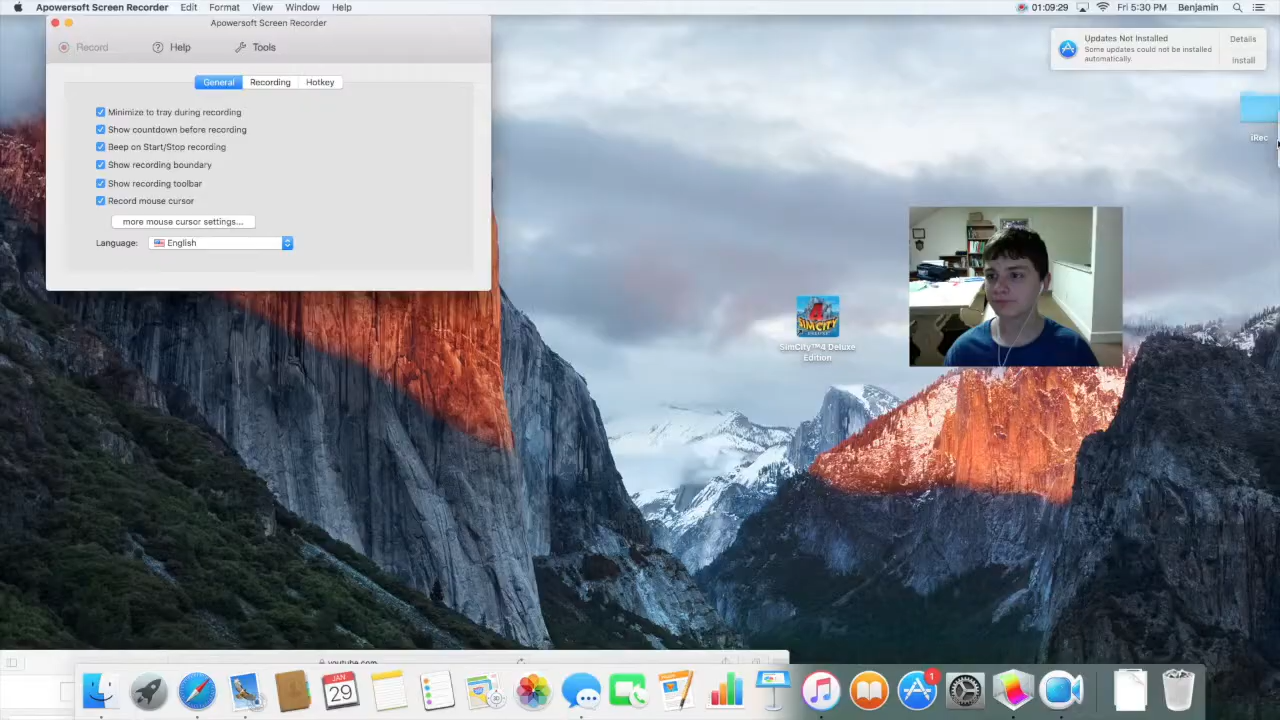 Apowersoft Screen Recorder Edit Format View Window Help 01:09:29 Fri 5:30 PM Benjamin
Apowersoft Screen Recorder
Record Help Tools
General Recording Hotkey
Minimize to tray during recording
Show countdown before recording
Beep on Start/Stop recording
Show recording boundary
Show recording toolbar
Record mouse cursor
more mouse cursor settings...
Language: English
Updates Not Installed
Some updates could not be installed
automatically.
Details
Install
iRec
SIMCITY
SimCity™4 Deluxe
Edition
youtube.com
JAN
29
1